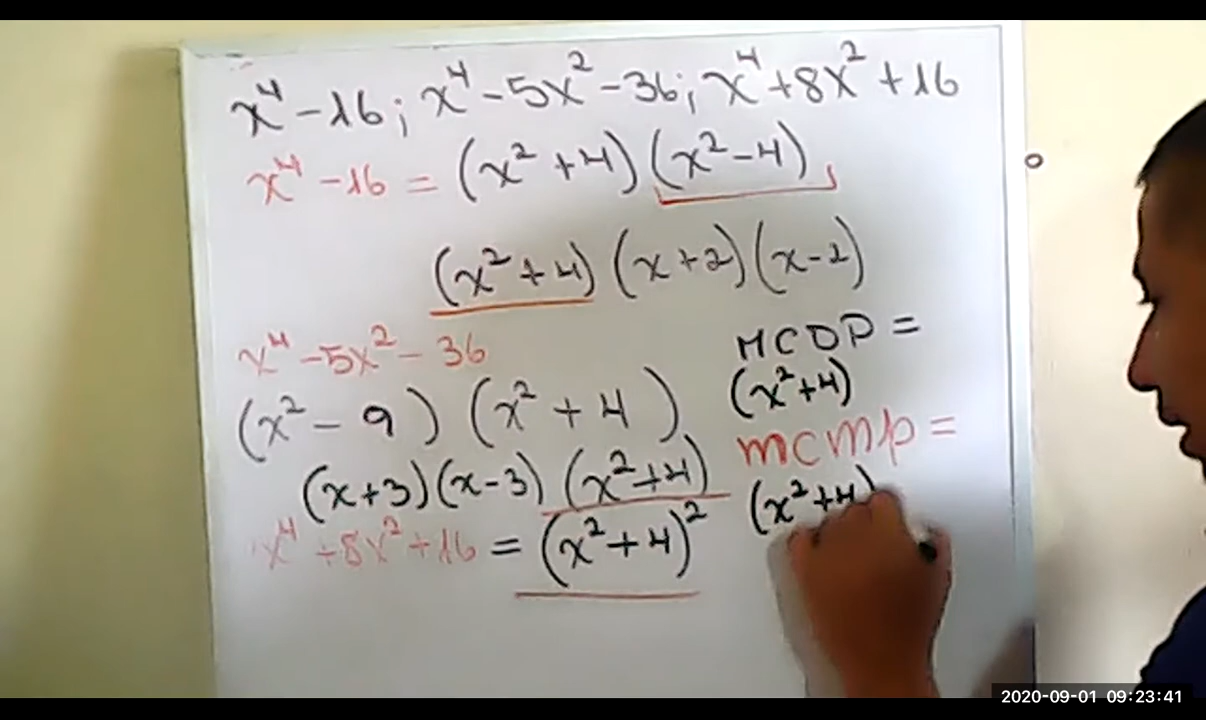 x⁴ - 16 ; x⁴ - 5x² - 36 ; x⁴ + 8x² + 16
x⁴ - 16 = (x² + 4) (x² - 4)
(x² + 4) (x + 2) (x - 2)
x⁴ - 5x² - 36
MCDP =
(x² - 9) (x² + 4)
(x² + 4)
mcmp =
(x + 3) (x - 3) (x² + 4)
(x² + 4)
x⁴ + 8x² + 16 = (x² + 4)²
2020-09-01 09:23:41